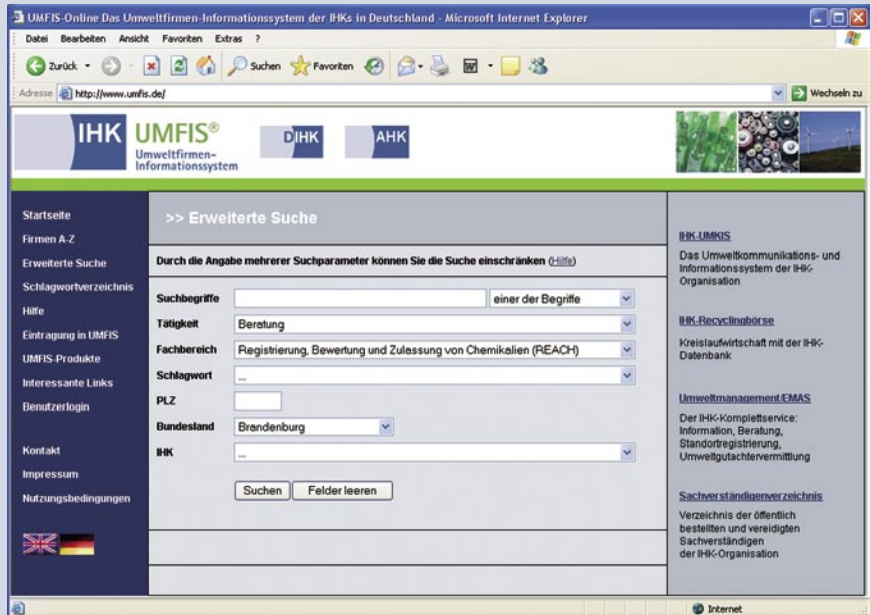 UMFIS-Online Das Umweltfirmen-Informationssystem der IHKs in Deutschland - Microsoft Internet Explorer
Datei Bearbeiten Ansicht Favoriten Extras ?
Zurück Suchen Favoriten
Adresse http://www.umfis.de/ Wechseln zu
IHK UMFIS®
Umweltfirmen-
Informationssystem
DIHK
AHK
Startseite
Firmen A-Z
Erweiterte Suche
Schlagwortverzeichnis
Hilfe
Eintragung in UMFIS
UMFIS-Produkte
Interessante Links
Benutzerlogin
Kontakt
Impressum
Nutzungsbedingungen
>> Erweiterte Suche
Durch die Angabe mehrerer Suchparameter können Sie die Suche einschränken (Hilfe)
Suchbegriffe einer der Begriffe
Tätigkeit Beratung
Fachbereich Registrierung, Bewertung und Zulassung von Chemikalien (REACH)
Schlagwort ...
PLZ
Bundesland Brandenburg
IHK ...
Suchen Felder leeren
IHK-UMKIS
Das Umweltkommunikations- und
Informationssystem der IHK-
Organisation
IHK-Recyclingbörse
Kreislaufwirtschaft mit der IHK-
Datenbank
Umweltmanagement/EMAS
Der IHK-Komplettservice:
Information, Beratung,
Standortregistrierung,
Umweltgutachtervermittlung
Sachverständigenverzeichnis
Verzeichnis der öffentlich
bestellten und vereidigten
Sachverständigen
der IHK-Organisation
Internet